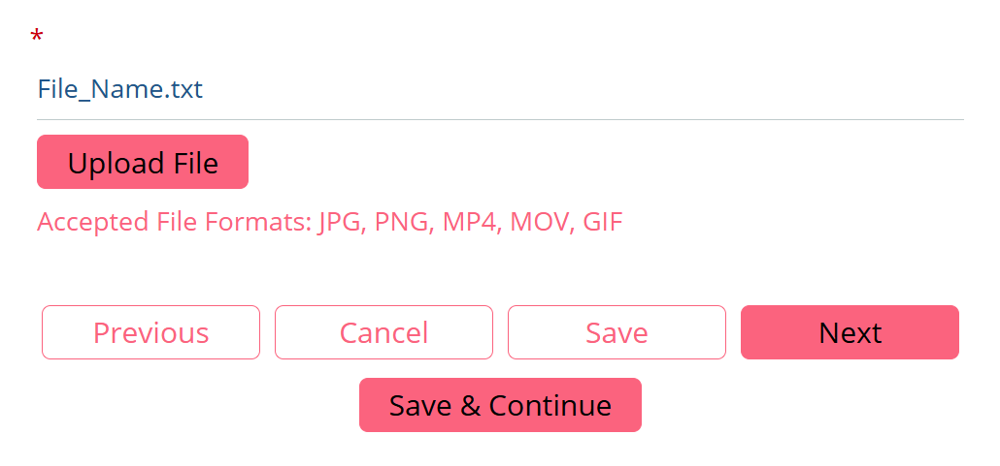 *
File_Name.txt
Upload File
Accepted File Formats: JPG, PNG, MP4, MOV, GIF
Previous Cancel Save Next
Save & Continue